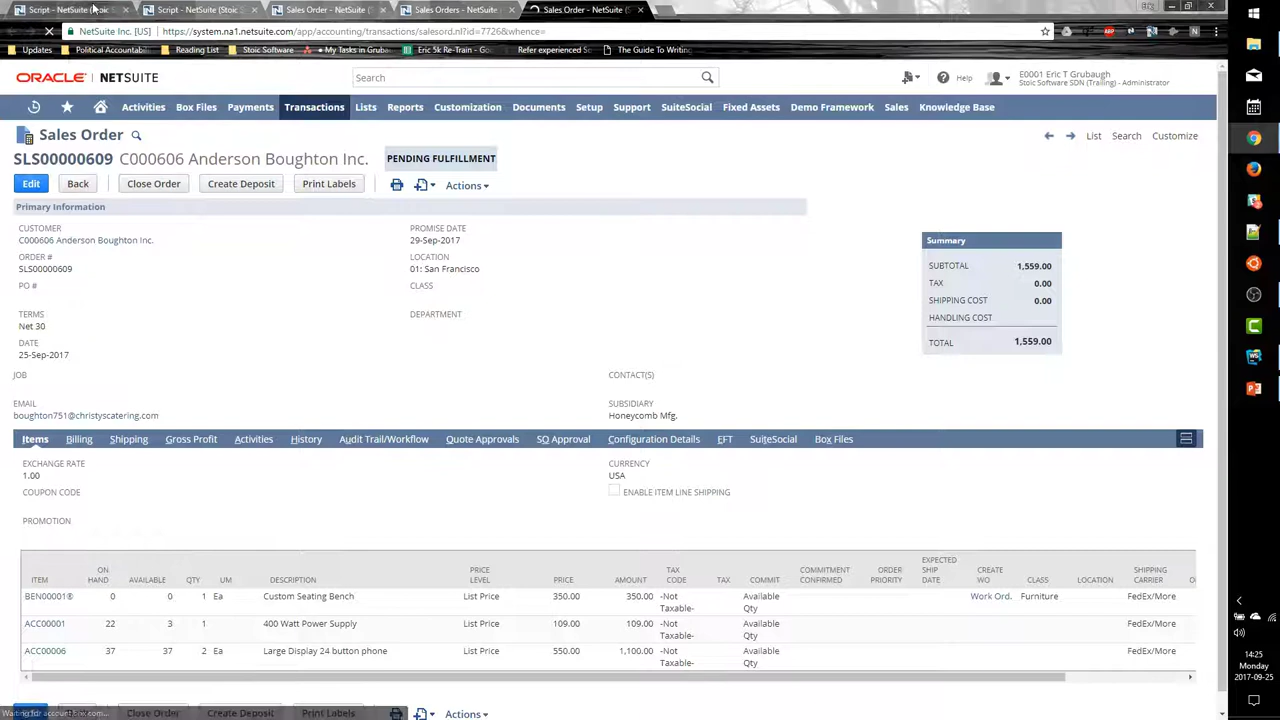 Script - NetSuite (Stoic
Script - NetSuite (Stoic
Sales Order - NetSuite (
Sales Orders - NetSuite
Sales Order - NetSuite (S
NetSuite Inc. [US]
https://system.na1.netsuite.com/app/accounting/transactions/salesord.nl?id=7726&whence=
Updates
Political Accountabi
Reading List
Stoic Software
My Tasks in Gruba
Eric 5k Re-Train - Go
Refer experienced S
The Guide To Writing
ORACLE | NETSUITE
Search
Help
E0001 Eric T Grubaugh
Stoic Software SDN (Trailing) - Administrator
Activities Box Files Payments Transactions Lists Reports Customization Documents Setup Support SuiteSocial Fixed Assets Demo Framework Sales Knowledge Base
Sales Order
List Search Customize
SLS00000609 C000606 Anderson Boughton Inc. PENDING FULFILLMENT
Edit Back Close Order Create Deposit Print Labels Actions
Primary Information
CUSTOMER
C000606 Anderson Boughton Inc.
ORDER #
SLS00000609
PO #
TERMS
Net 30
DATE
25-Sep-2017
PROMISE DATE
29-Sep-2017
LOCATION
01: San Francisco
CLASS
DEPARTMENT
Summary
SUBTOTAL 1,559.00
TAX 0.00
SHIPPING COST 0.00
HANDLING COST
TOTAL 1,559.00
JOB
EMAIL
boughton751@christyscatering.com
CONTACT(S)
SUBSIDIARY
Honeycomb Mfg.
Items Billing Shipping Gross Profit Activities History Audit Trail/Workflow Quote Approvals SO Approval Configuration Details EFT SuiteSocial Box Files
EXCHANGE RATE
1.00
COUPON CODE
PROMOTION
CURRENCY
USA
ENABLE ITEM LINE SHIPPING
ITEM ON HAND AVAILABLE QTY UM DESCRIPTION PRICE LEVEL PRICE AMOUNT TAX CODE TAX COMMIT COMMITMENT CONFIRMED ORDER PRIORITY EXPECTED SHIP DATE CREATE WO CLASS LOCATION SHIPPING CARRIER
BEN00001® 0 0 1 Ea Custom Seating Bench List Price 350.00 350.00 -Not Taxable- Available Qty Work Ord. Furniture FedEx/More
ACC00001 22 3 1 400 Watt Power Supply List Price 109.00 109.00 -Not Taxable- Available Qty FedEx/More
ACC00006 37 37 2 Ea Large Display 24 button phone List Price 550.00 1,100.00 -Not Taxable- Available Qty FedEx/More
Close Order Create Deposit Print Labels Actions
14:25
Monday
2017-09-25